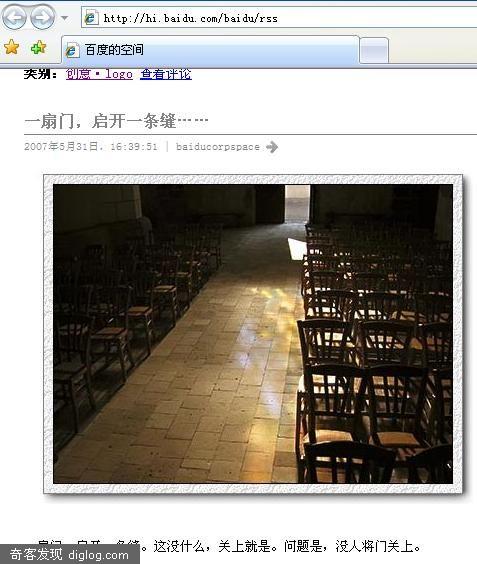 http://hi.baidu.com/baidu/rss
百度的空间
类别：创意·logo 查看评论
一扇门，启开一条缝……
2007年5月31日，16:39:51 | baiducorpspace
一扇门，启开一条缝。这没什么，关上就是。问题是，没人将门关上。
奇客发现 diglog.com